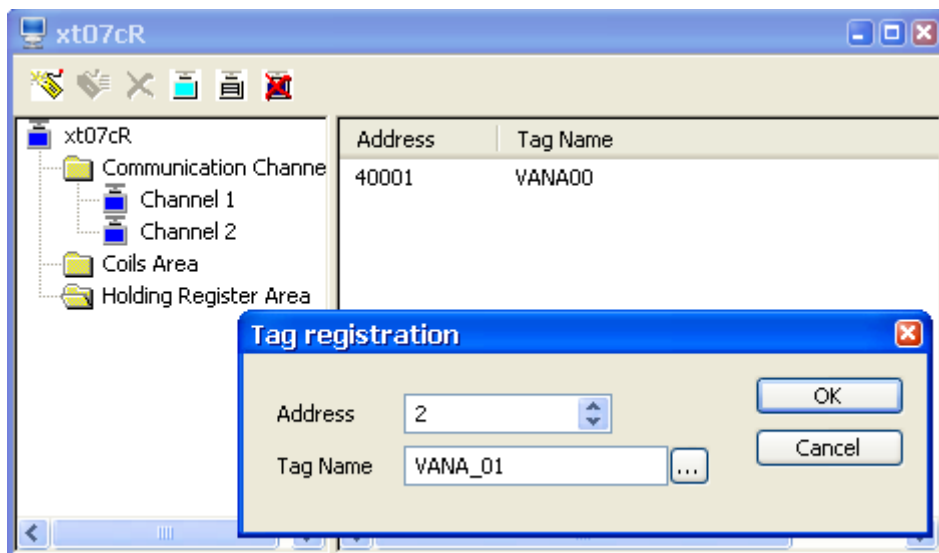 xt07cR
xt07cR
Communication Channe
Channel 1
Channel 2
Coils Area
Holding Register Area
Address Tag Name
40001 VANA00
Tag registration
Address 2
OK
Tag Name VANA_01 ...
Cancel